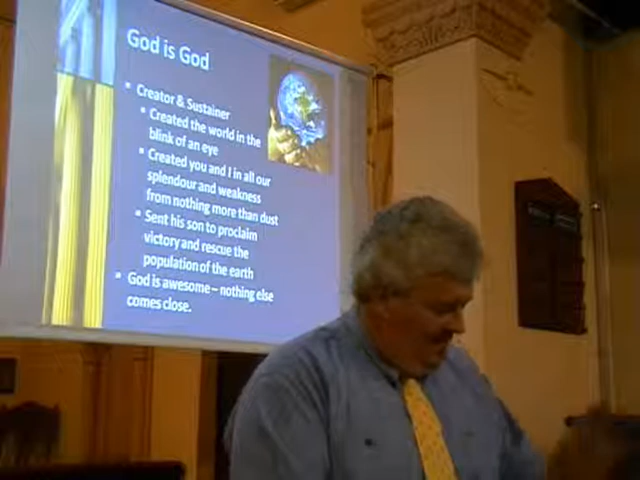 God is God
Creator & Sustainer
Created the world in the
blink of an eye
Created you and I in all our
splendour and weakness
from nothing more than dust
Sent his son to proclaim
victory and rescue the
population of the earth
God is awesome – nothing else
comes close.